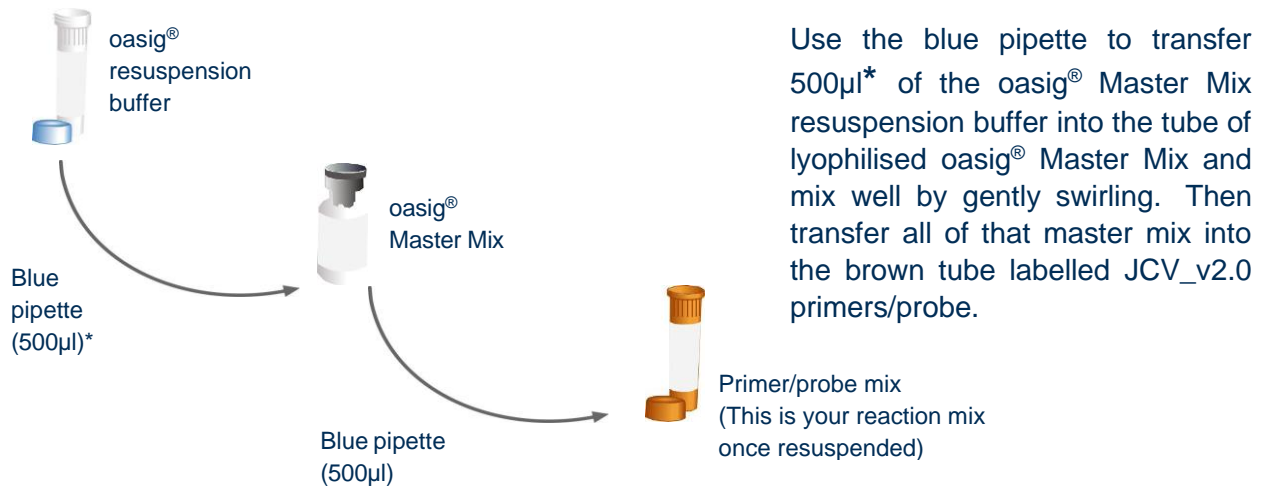 oasig®
resuspension
buffer
Use the blue pipette to transfer
500µl* of the oasig® Master Mix
resuspension buffer into the tube of
lyophilised oasig® Master Mix and
mix well by gently swirling. Then
transfer all of that master mix into
the brown tube labelled JCV_v2.0
primers/probe.
oasig®
Master Mix
Blue
pipette
(500µl)*
Primer/probe mix
(This is your reaction mix
once resuspended)
Blue pipette
(500µl)